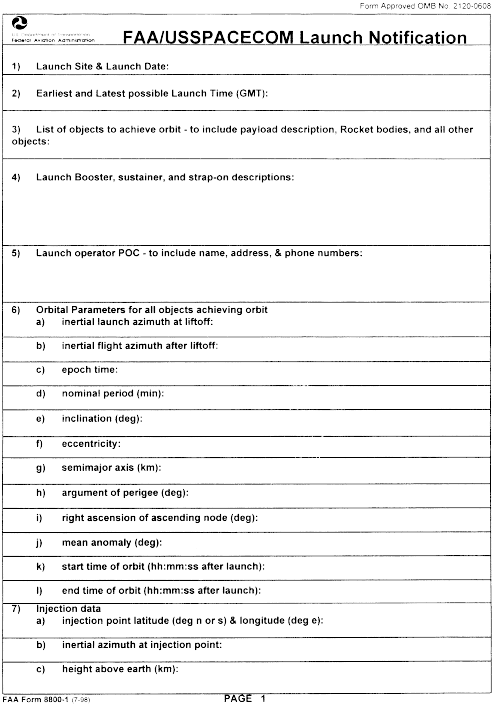 Form Approved OMB No. 2120-0608
U.S. Department of Transportation
Federal Aviation Administration
FAA/USSPACECOM Launch Notification
1) Launch Site & Launch Date:
2) Earliest and Latest possible Launch Time (GMT):
3) List of objects to achieve orbit - to include payload description, Rocket bodies, and all other
objects:
4) Launch Booster, sustainer, and strap-on descriptions:
5) Launch operator POC - to include name, address, & phone numbers:
6) Orbital Parameters for all objects achieving orbit
a) inertial launch azimuth at liftoff:
b) inertial flight azimuth after liftoff:
c) epoch time:
d) nominal period (min):
e) inclination (deg):
f) eccentricity:
g) semimajor axis (km):
h) argument of perigee (deg):
i) right ascension of ascending node (deg):
j) mean anomaly (deg):
k) start time of orbit (hh:mm:ss after launch):
l) end time of orbit (hh:mm:ss after launch):
7) Injection data
a) injection point latitude (deg n or s) & longitude (deg e):
b) inertial azimuth at injection point:
c) height above earth (km):
FAA Form 8800-1 (7-98) PAGE 1